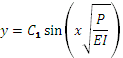 y = C₁ sin(x√(P/EI))